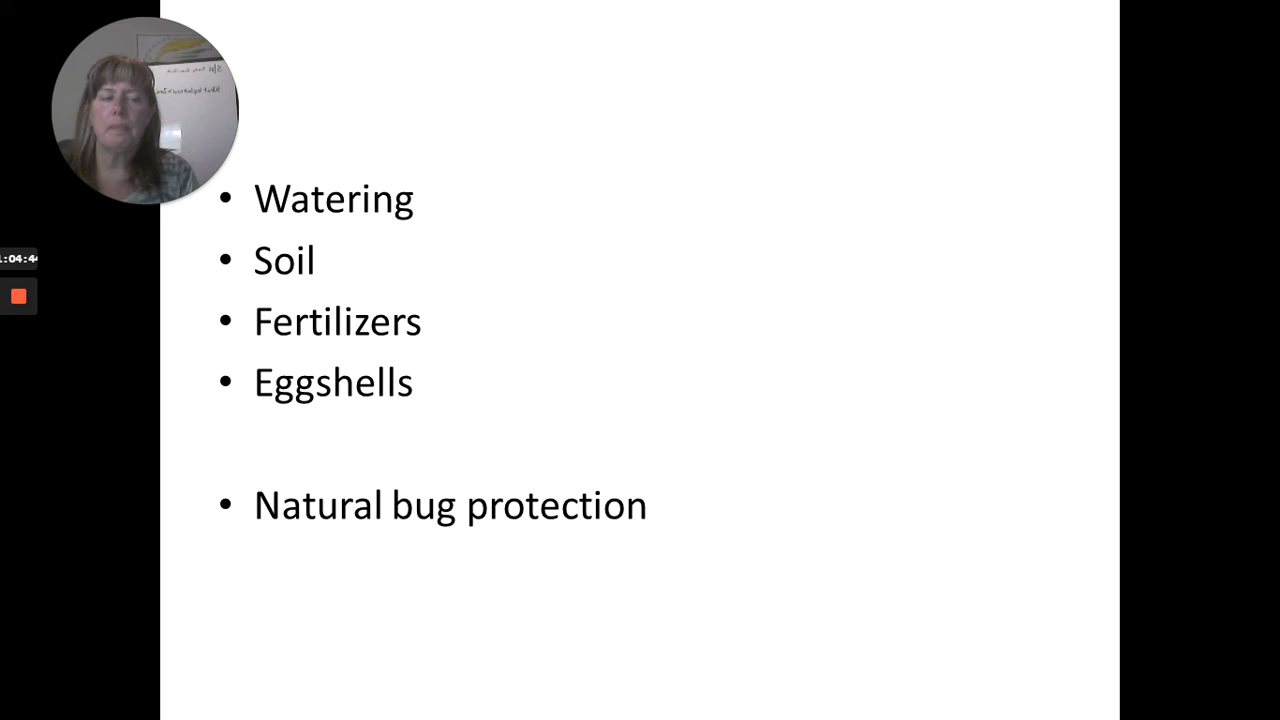 Watering
Soil
Fertilizers
Eggshells
Natural bug protection